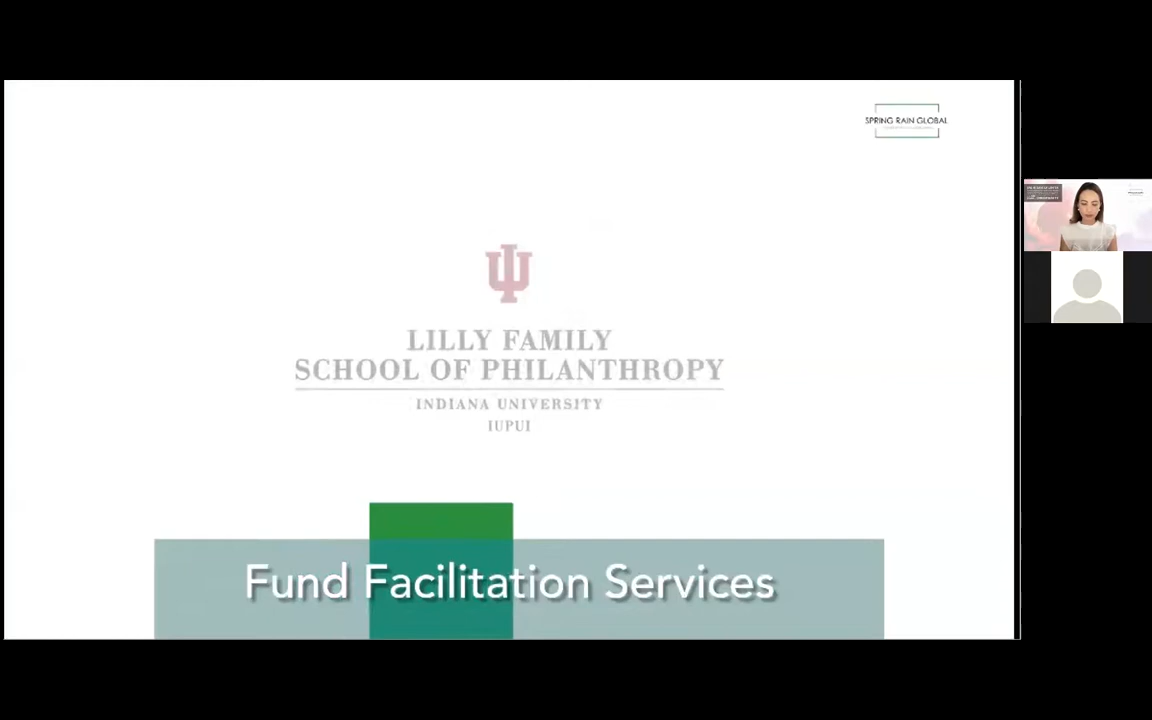 SPRING RAIN GLOBAL
LILLY FAMILY
SCHOOL OF PHILANTHROPY
INDIANA UNIVERSITY
IUPUI
Fund Facilitation Services